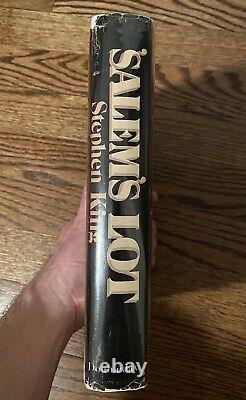 'SALEM'S LOT
Stephen King